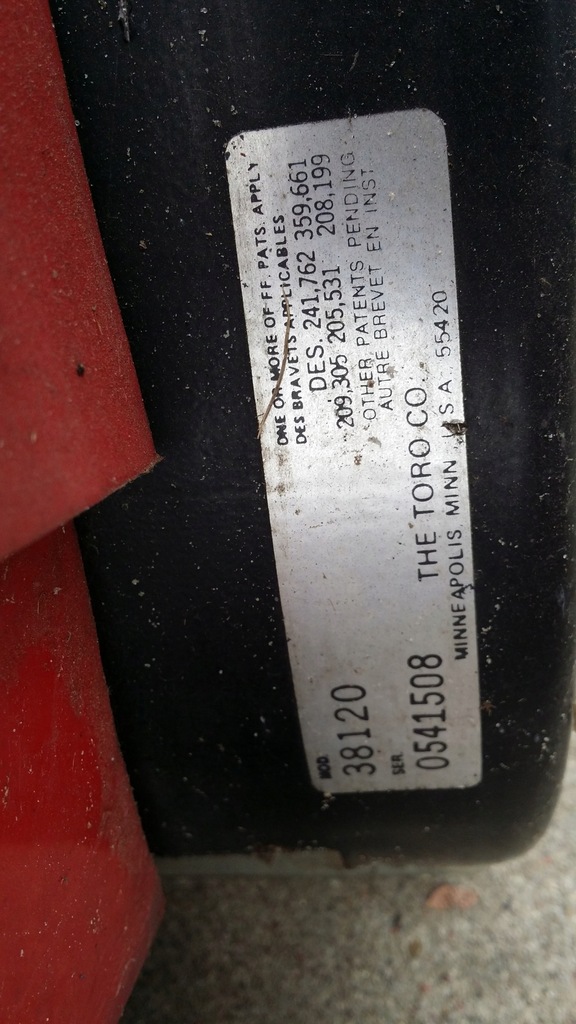 ONE OR MORE OF FF. PATS. APPLY
DES BRAVETS APPLICABLES
DES. 241,762 359,661
209,305 205,531 208,199
OTHER PATENTS PENDING
AUTRE BREVET EN INST
MOD.
38120
SER.
0541508
THE TORO CO.
MINNEAPOLIS, MINN U.S.A. 55420